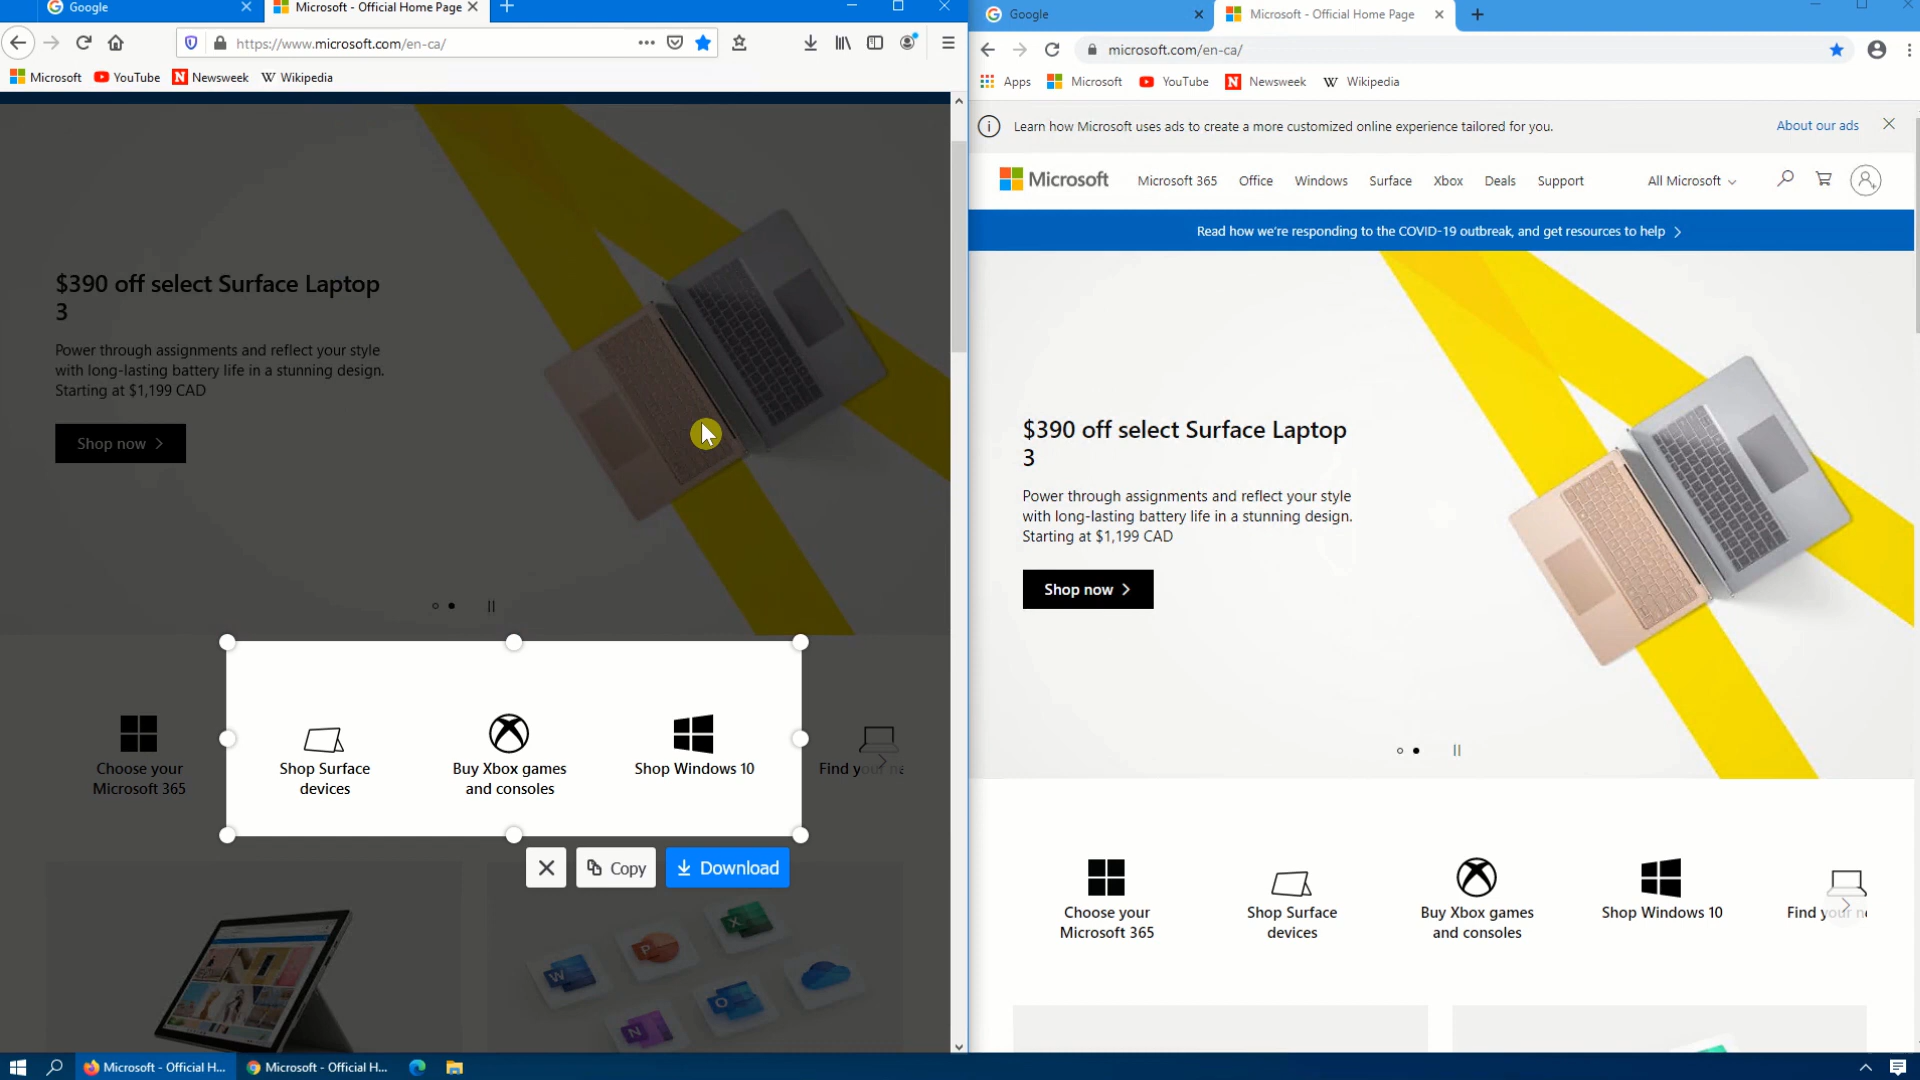 Google
Microsoft - Official Home Page
https://www.microsoft.com/en-ca/
Microsoft
YouTube
Newsweek
Wikipedia
$390 off select Surface Laptop
3
Power through assignments and reflect your style
with long-lasting battery life in a stunning design.
Starting at $1,199 CAD
Shop now
Choose your
Microsoft 365
Shop Surface
devices
Buy Xbox games
and consoles
Shop Windows 10
Find your ne
Copy
Download
Google
Microsoft - Official Home Page
microsoft.com/en-ca/
Apps
Microsoft
YouTube
Newsweek
Wikipedia
Learn how Microsoft uses ads to create a more customized online experience tailored for you.
About our ads
Microsoft
Microsoft 365
Office
Windows
Surface
Xbox
Deals
Support
All Microsoft
Read how we're responding to the COVID-19 outbreak, and get resources to help
$390 off select Surface Laptop
3
Power through assignments and reflect your style
with long-lasting battery life in a stunning design.
Starting at $1,199 CAD
Shop now
Choose your
Microsoft 365
Shop Surface
devices
Buy Xbox games
and consoles
Shop Windows 10
Find your ne
Microsoft - Official H...
Microsoft - Official H...